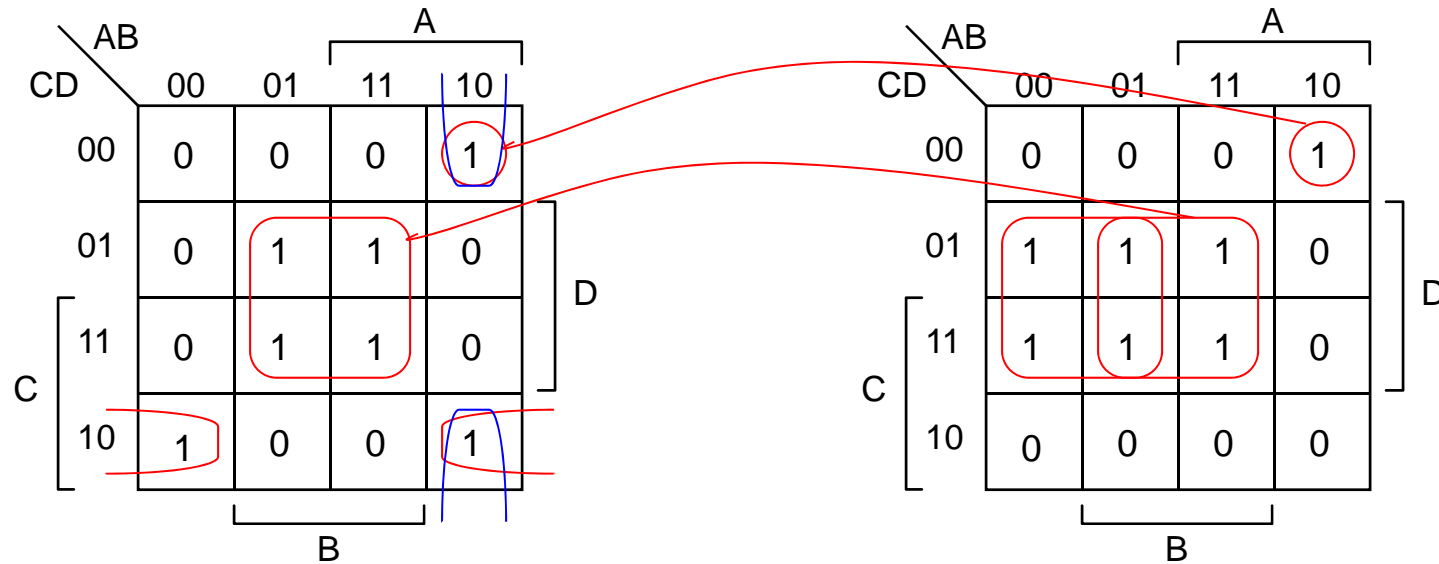 A A
AB AB
CD 00 01 11 10 CD 00 01 11 10
00 0 0 0 1 00 0 0 0 1
01 0 1 1 0 01 1 1 1 0
D D
11 0 1 1 0 11 1 1 1 0
C C
10 1 0 0 1 10 0 0 0 0
B B